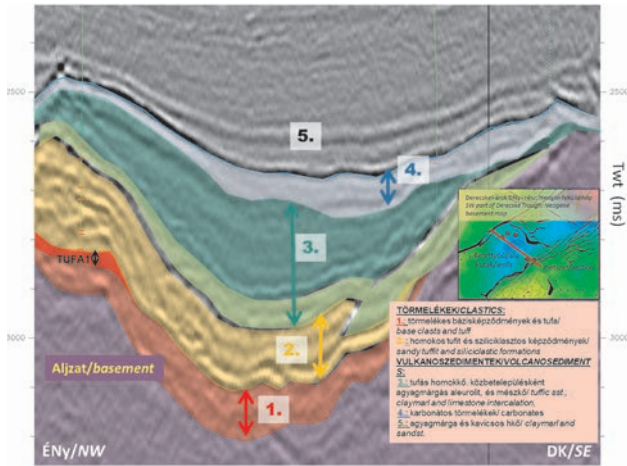 5.
2500
2500
4.
Twt (ms)
3.
TUFA1
3000
3000
2.
Aljzat/basement
1.
TÖRMELÉKEK/CLASTICS:
1.: törmelékes bázisképződmények és tufa/
base clasts and tuff
2.: homokos tufit és sziliciklasztos képződmények/
sandy tuffit and siliciclastic formations
VULKANOSZEDIMENTEK/VOLCANOSEDIMENT
S:
3.: tufás homokkő, közbetelepülésként
agyagmárgás aleurolit, és mészkő/ tuffic sst.,
claymarl and limestone intercalation,
4.: karbonátos törmelékek/ carbonates
5.: agyagmárga és kavicsos hkő/ claymarl and
sandst.
ÉNy/NW
DK/SE